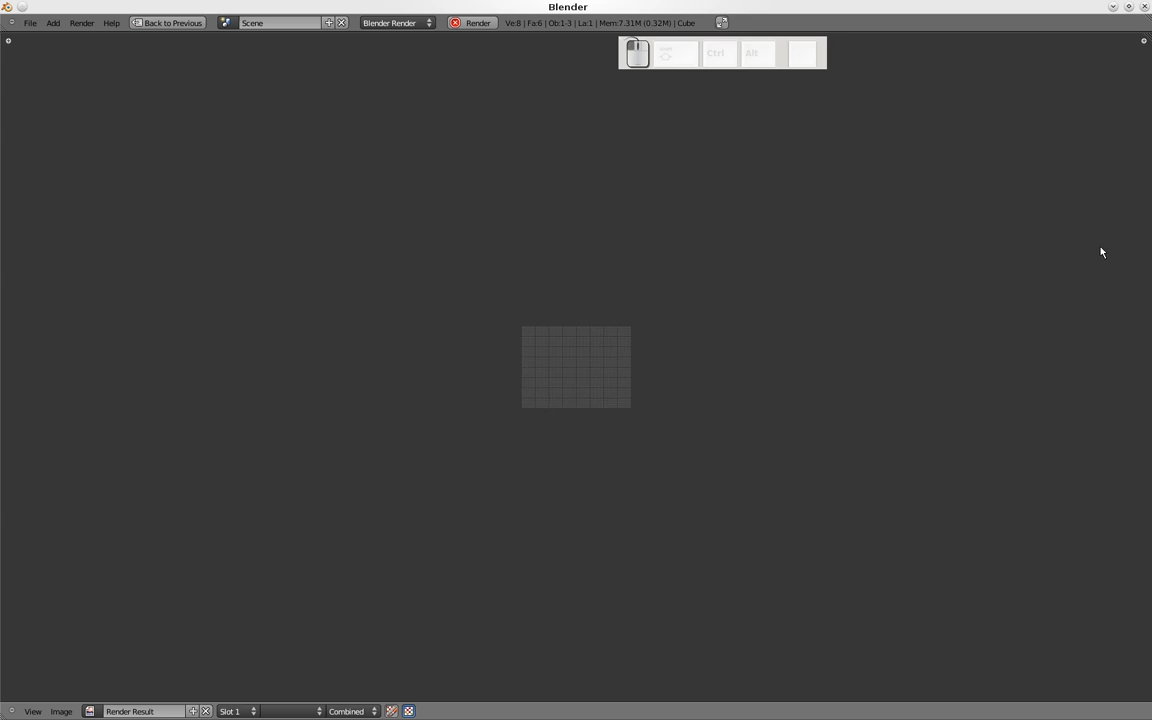 Blender
File Add Render Help Back to Previous Scene Blender Render Render Ve:8 | Fa:6 | Ob:1-3 | La:1 | Mem:7.31M (0.32M) | Cube
Ctrl Alt
View Image Render Result Slot 1 Combined